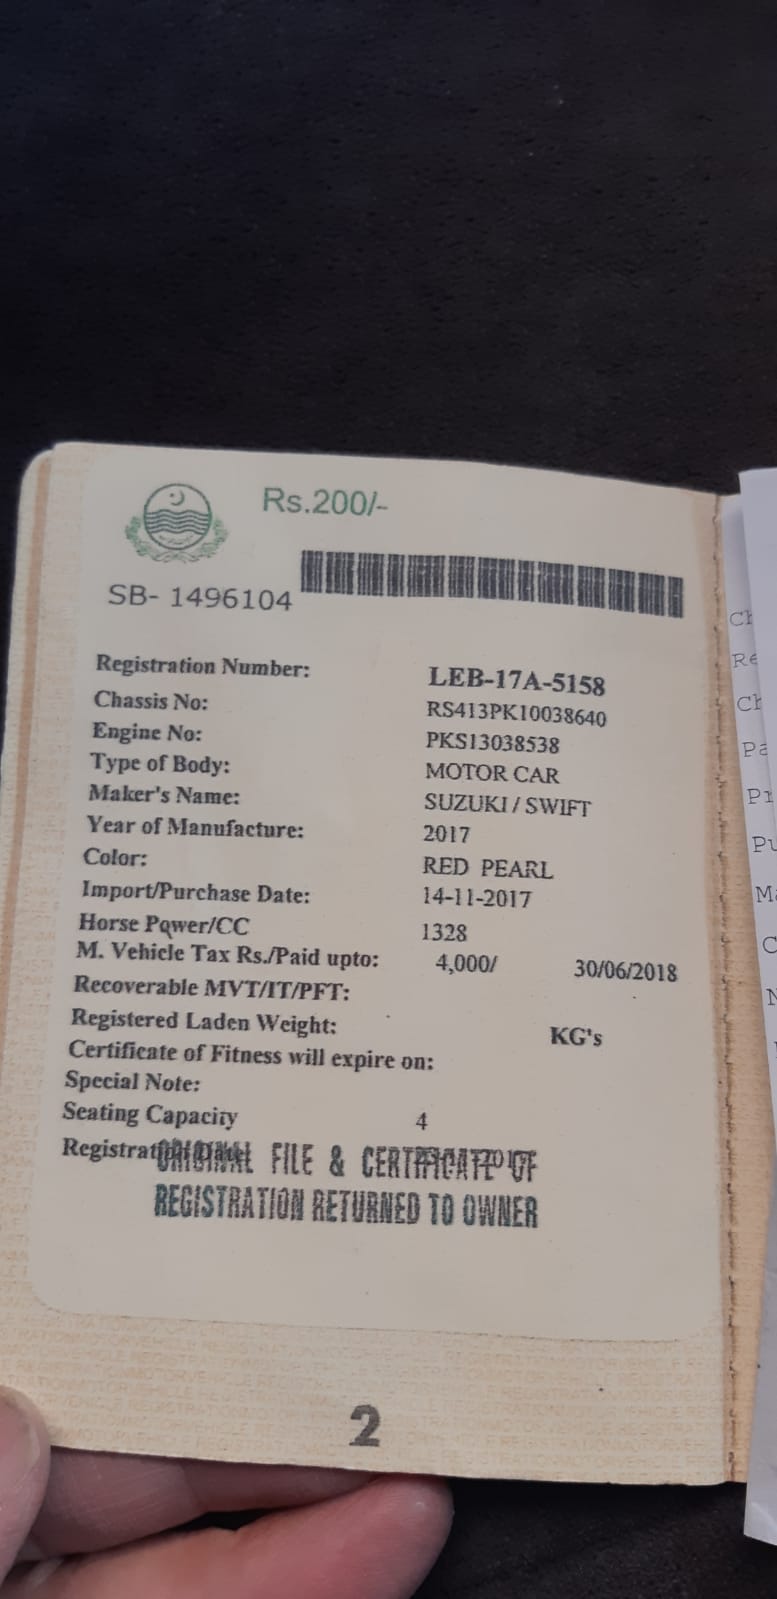 Rs.200/-
SB- 1496104
Registration Number: LEB-17A-5158
Chassis No: RS413PK10038640
Engine No: PKS13038538
Type of Body: MOTOR CAR
Maker's Name: SUZUKI / SWIFT
Year of Manufacture: 2017
Color: RED PEARL
Import/Purchase Date: 14-11-2017
Horse Power/CC 1328
M. Vehicle Tax Rs./Paid upto: 4,000/ 30/06/2018
Recoverable MVT/IT/PFT:
Registered Laden Weight: KG's
Certificate of Fitness will expire on:
Special Note:
Seating Capacity 4
Registration Date:
ORIGINAL FILE & CERTIFICATE OF
REGISTRATION RETURNED TO OWNER
2